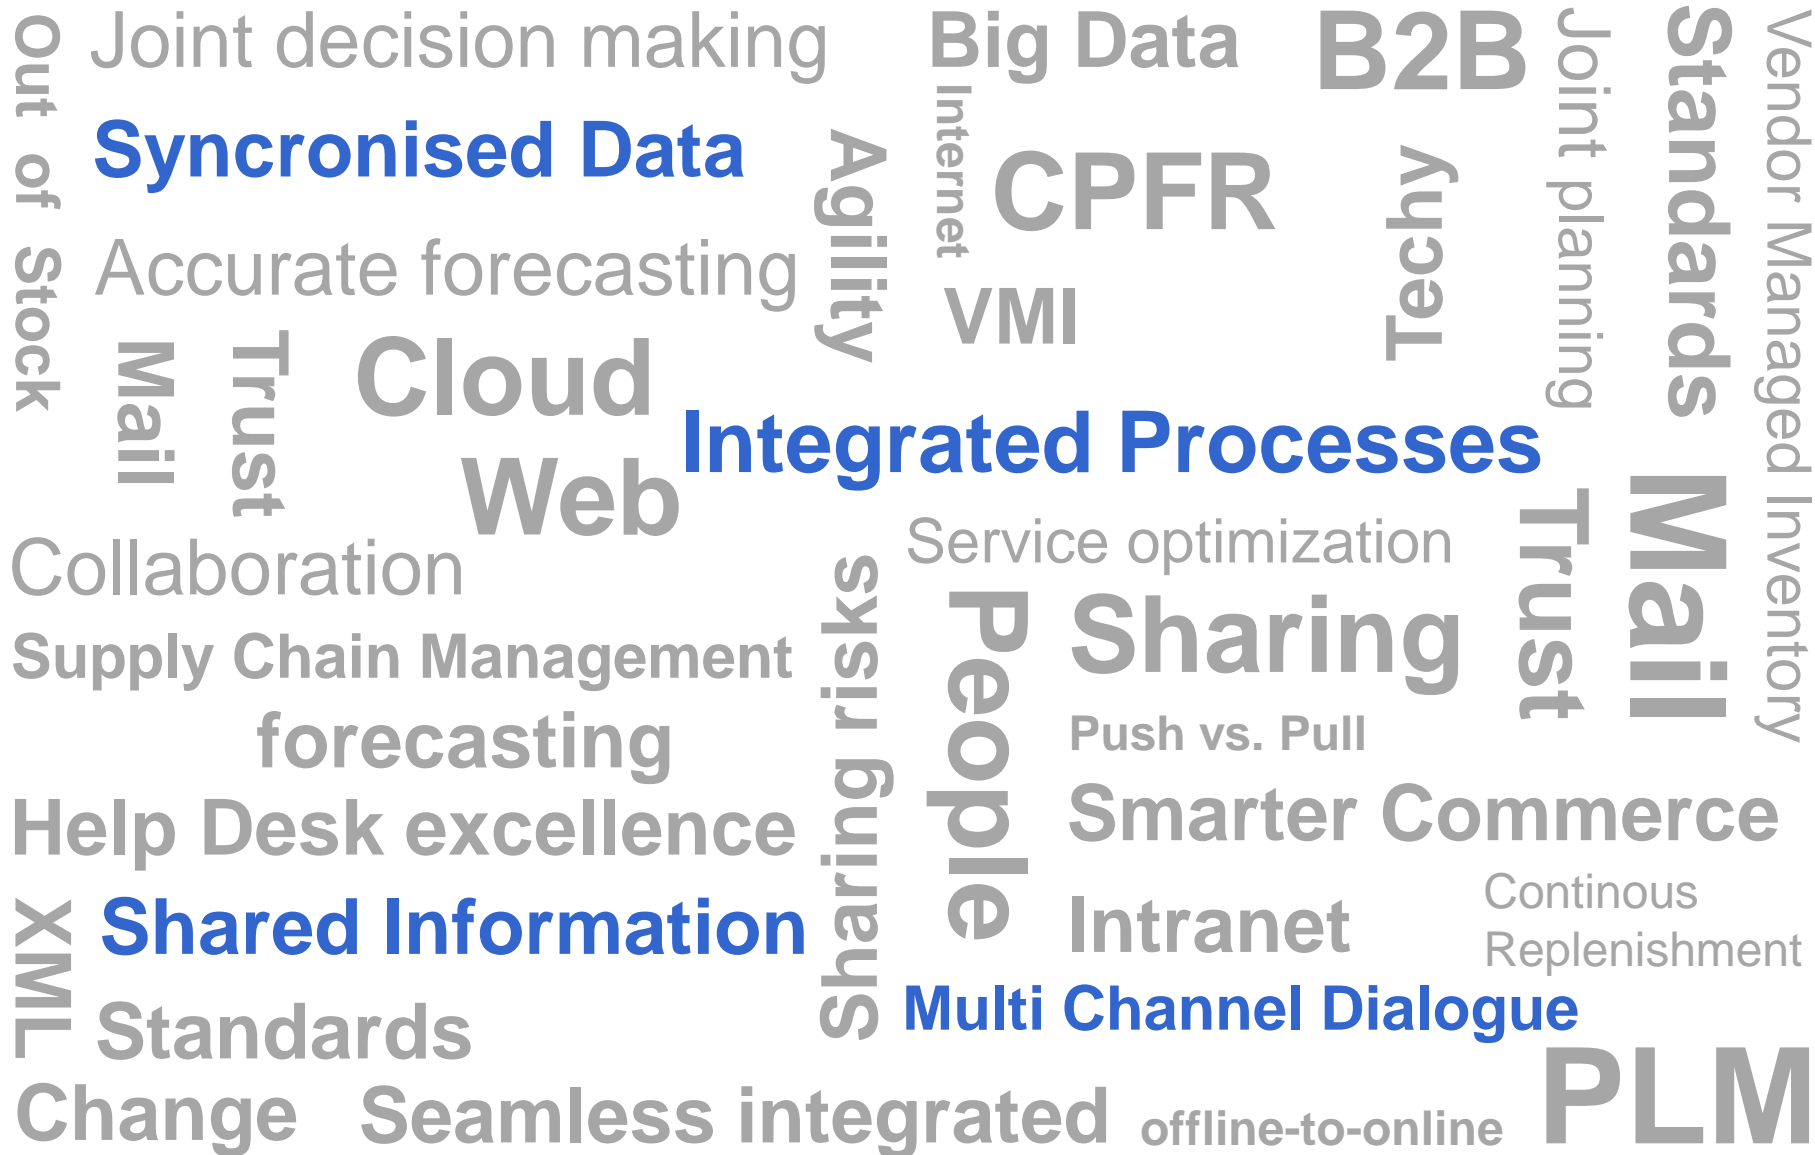 Out of Stock
Joint decision making
Big Data
B2B
Joint planning
Standards
Vendor Managed Inventory
Syncronised Data
Agility
Internet
CPFR
Techy
Accurate forecasting
VMI
Mail
Trust
Cloud
Integrated Processes
Web
Trust
Mail
Collaboration
Service optimization
Sharing risks
People
Sharing
Supply Chain Management
forecasting
Push vs. Pull
Help Desk excellence
Smarter Commerce
XML
Shared Information
Intranet
Continous
Replenishment
Standards
Multi Channel Dialogue
Change
Seamless integrated
offline-to-online
PLM